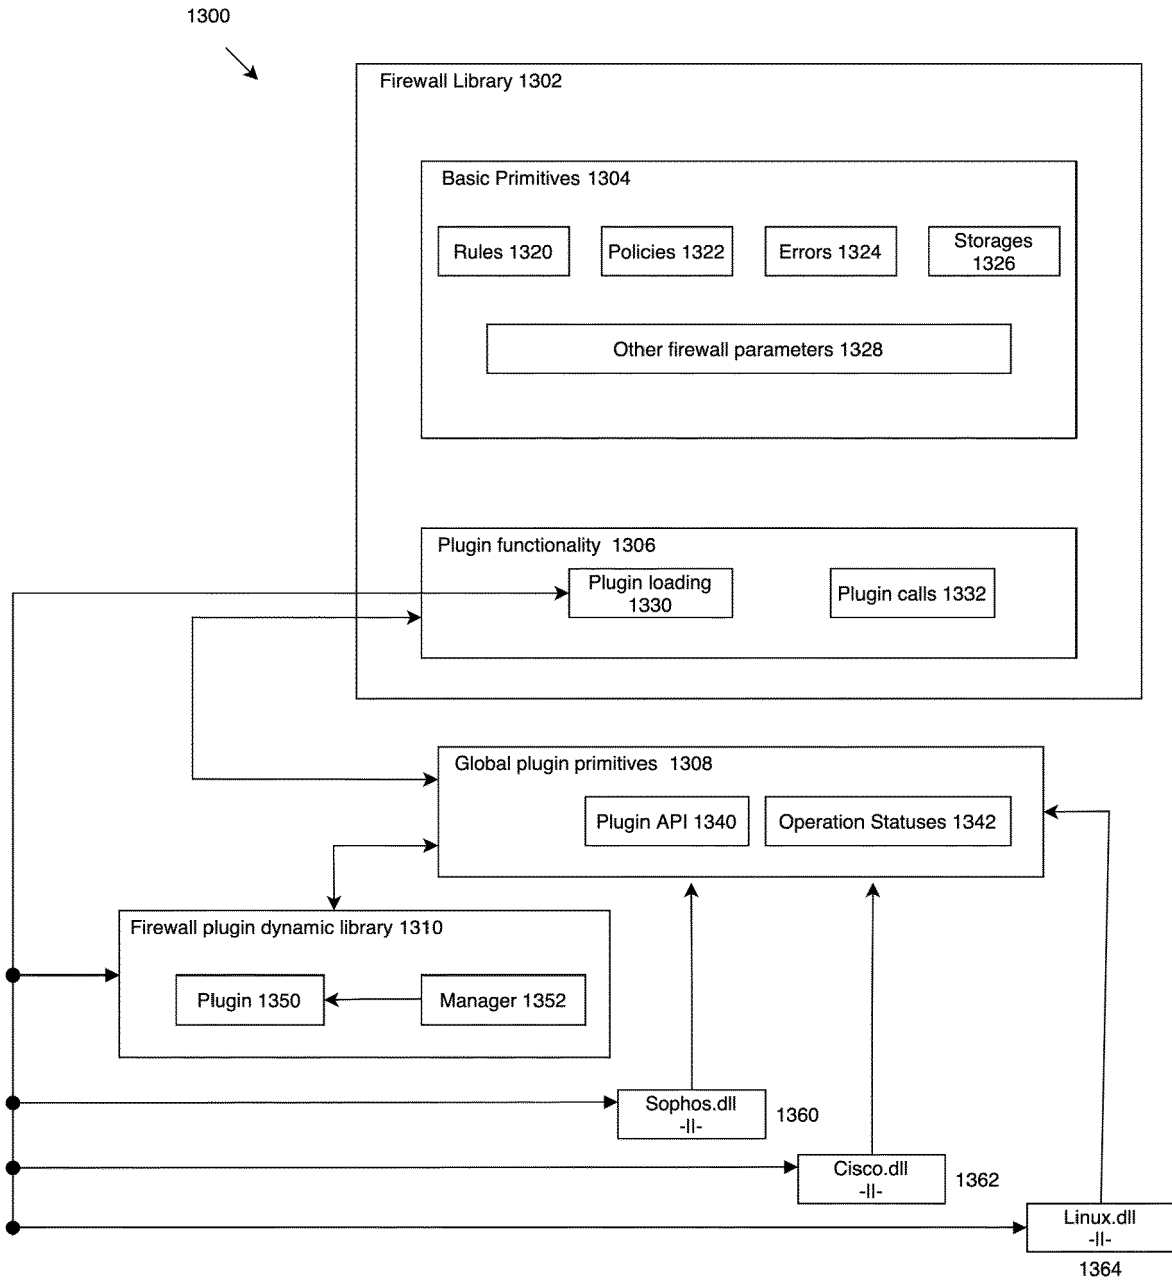 1300
Firewall Library 1302
Basic Primitives 1304
Rules 1320
Policies 1322
Errors 1324
Storages
1326
Other firewall parameters 1328
Plugin functionality 1306
Plugin loading
1330
Plugin calls 1332
Global plugin primitives 1308
Plugin API 1340
Operation Statuses 1342
Firewall plugin dynamic library 1310
Plugin 1350
Manager 1352
Sophos.dll
-II-
1360
Cisco.dll
-II-
1362
Linux.dll
-II-
1364